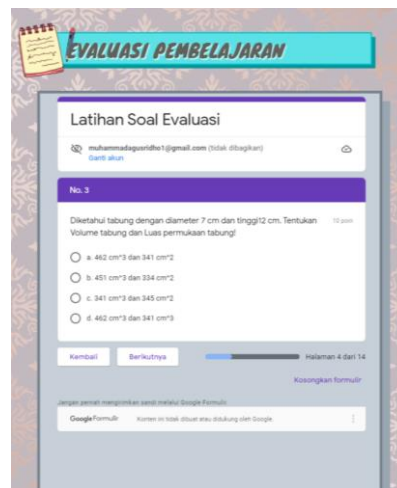 EVALUASI PEMBELAJARAN
Latihan Soal Evaluasi
muhammadagusridho1@gmail.com (tidak dibagikan)
Ganti akun
No. 3
Diketahui tabung dengan diameter 7 cm dan tinggi12 cm. Tentukan 10 poin
Volume tabung dan Luas permukaan tabung!
a. 462 cm^3 dan 341 cm^2
b. 451 cm^3 dan 334 cm^2
c. 341 cm^3 dan 345 cm^2
d. 462 cm^3 dan 341 cm^3
Kembali Berikutnya Halaman 4 dari 14
Kosongkan formulir
Jangan pernah mengirimkan sandi melalui Google Formulir.
Google Formulir Konten ini tidak dibuat atau didukung oleh Google.